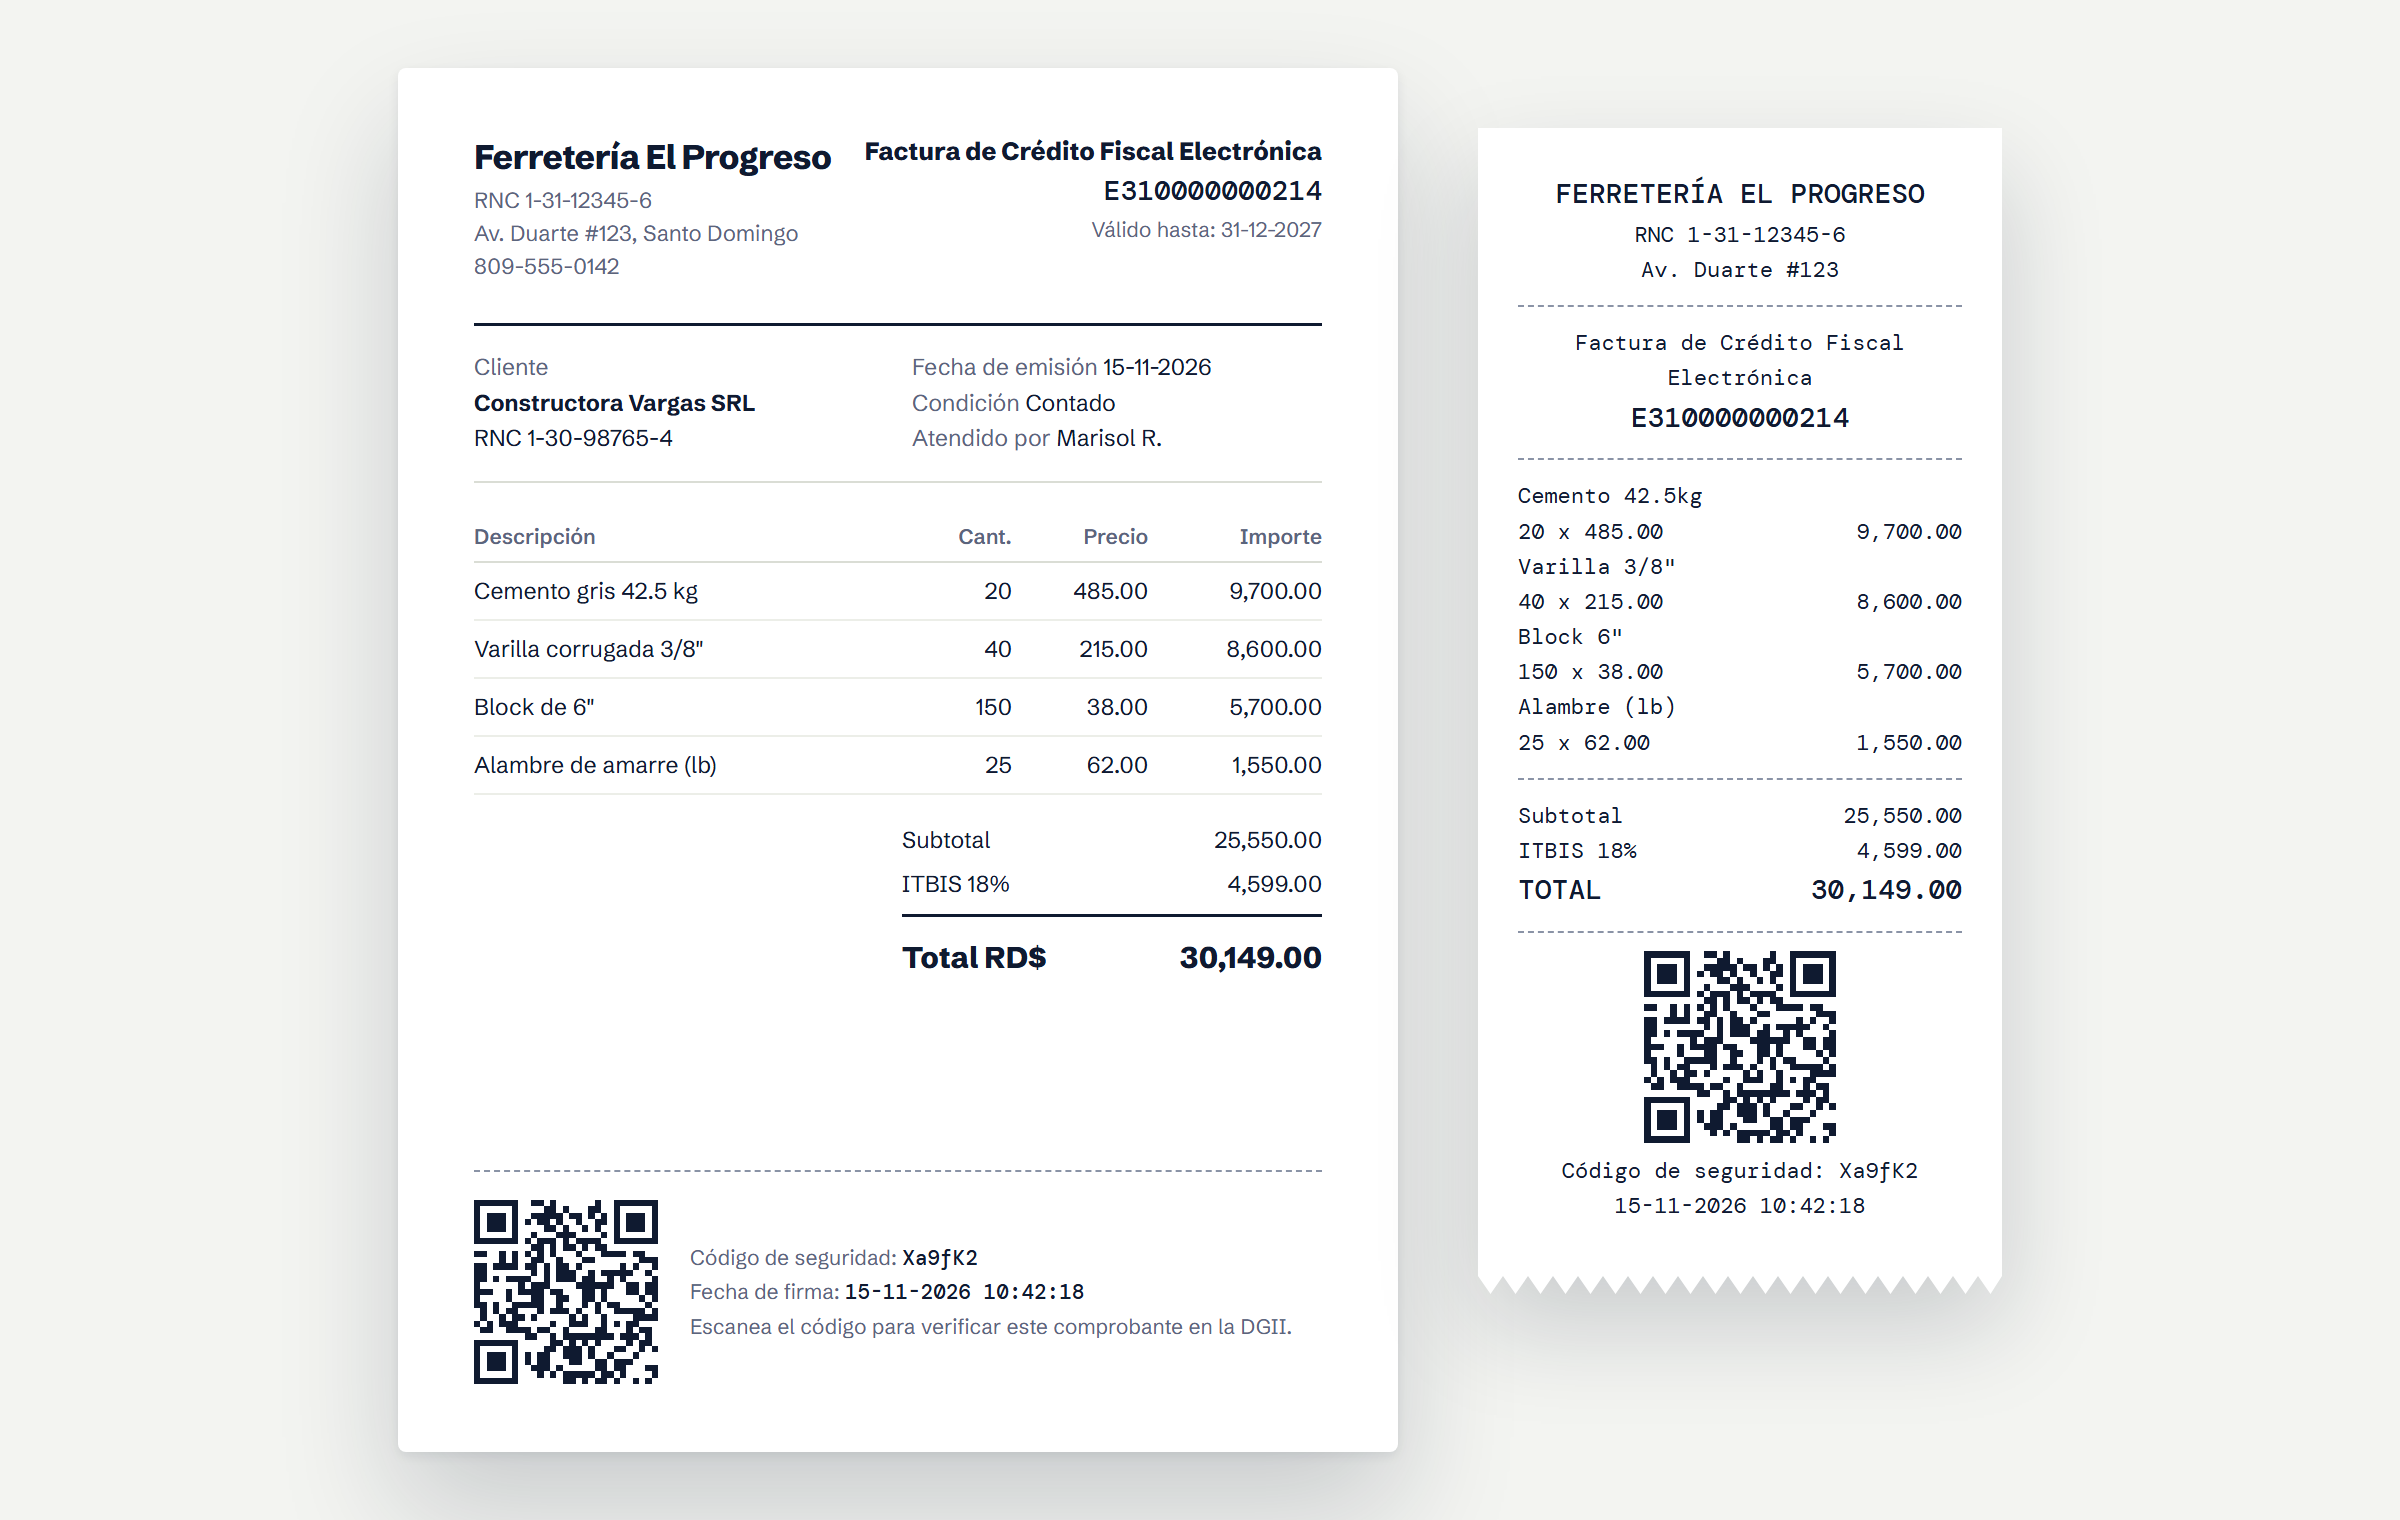 Ferretería El Progreso
RNC 1-31-12345-6
Av. Duarte #123, Santo Domingo
809-555-0142
Factura de Crédito Fiscal Electrónica
E310000000214
Válido hasta: 31-12-2027
Cliente
Constructora Vargas SRL
RNC 1-30-98765-4
Fecha de emisión 15-11-2026
Condición Contado
Atendido por Marisol R.
Descripción Cant. Precio Importe
Cemento gris 42.5 kg 20 485.00 9,700.00
Varilla corrugada 3/8" 40 215.00 8,600.00
Block de 6" 150 38.00 5,700.00
Alambre de amarre (lb) 25 62.00 1,550.00
Subtotal 25,550.00
ITBIS 18% 4,599.00
Total RD$ 30,149.00
Código de seguridad: Xa9fK2
Fecha de firma: 15-11-2026 10:42:18
Escanea el código para verificar este comprobante en la DGII.
FERRETERÍA EL PROGRESO
RNC 1-31-12345-6
Av. Duarte #123
Factura de Crédito Fiscal
Electrónica
E310000000214
Cemento 42.5kg
20 x 485.00 9,700.00
Varilla 3/8"
40 x 215.00 8,600.00
Block 6"
150 x 38.00 5,700.00
Alambre (lb)
25 x 62.00 1,550.00
Subtotal 25,550.00
ITBIS 18% 4,599.00
TOTAL 30,149.00
Código de seguridad: Xa9fK2
15-11-2026 10:42:18